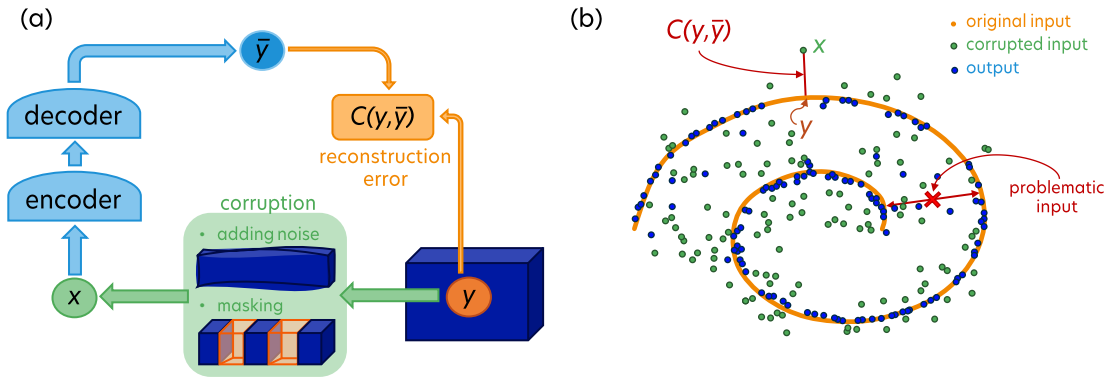 (a)
ȳ
decoder
C(y,ȳ)
reconstruction
error
encoder
corruption
• adding noise
x
y
• masking
(b)
C(y,ȳ)
x
original input
corrupted input
output
y
problematic
input